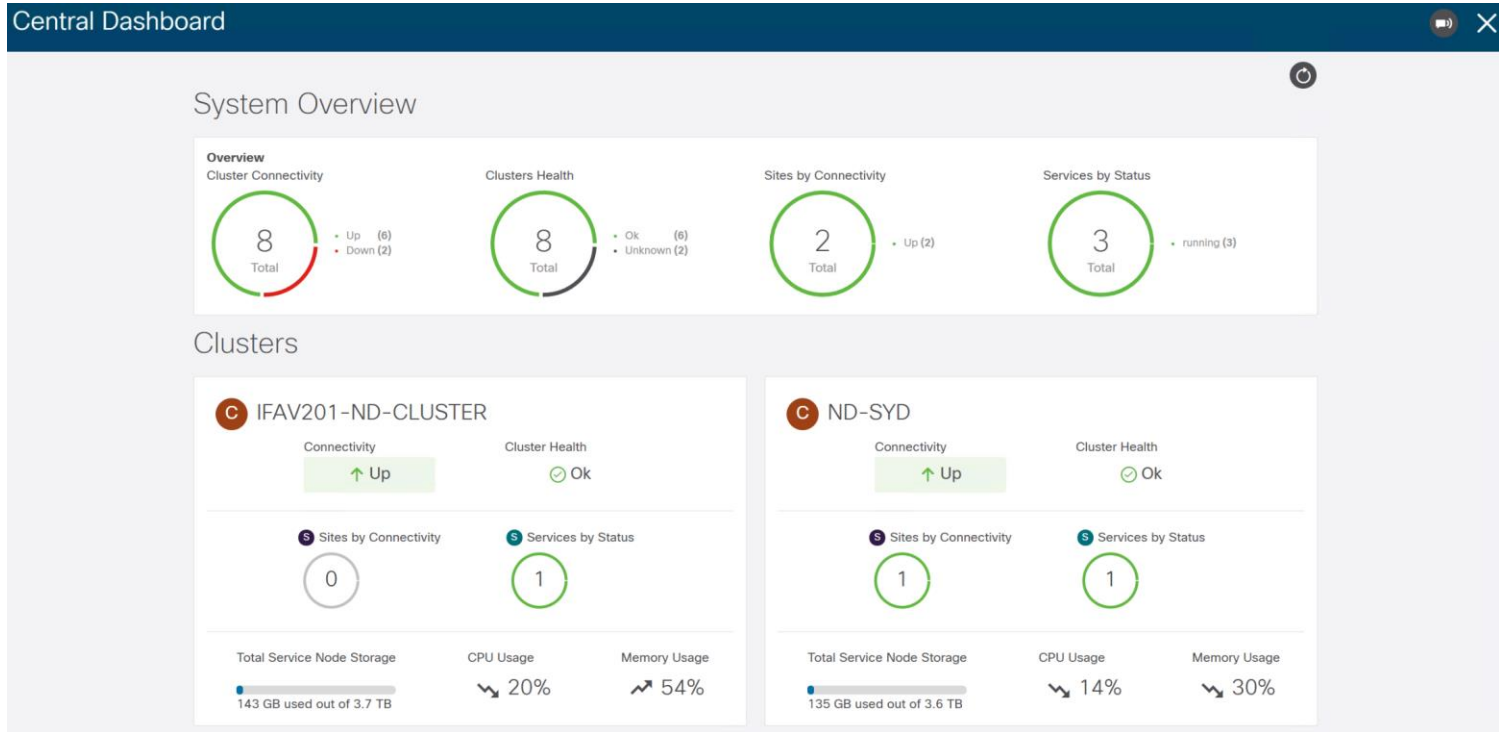 Central Dashboard
System Overview
Overview
Cluster Connectivity
Clusters Health
Sites by Connectivity
Services by Status
8
Total
Up (6)
Down (2)
8
Total
Ok (6)
Unknown (2)
2
Total
Up (2)
3
Total
running (3)
Clusters
C IFAV201-ND-CLUSTER
Connectivity
Cluster Health
Up
Ok
S Sites by Connectivity
S Services by Status
0
1
Total Service Node Storage
CPU Usage
Memory Usage
143 GB used out of 3.7 TB
20%
54%
C ND-SYD
Connectivity
Cluster Health
Up
Ok
S Sites by Connectivity
S Services by Status
1
1
Total Service Node Storage
CPU Usage
Memory Usage
135 GB used out of 3.6 TB
14%
30%